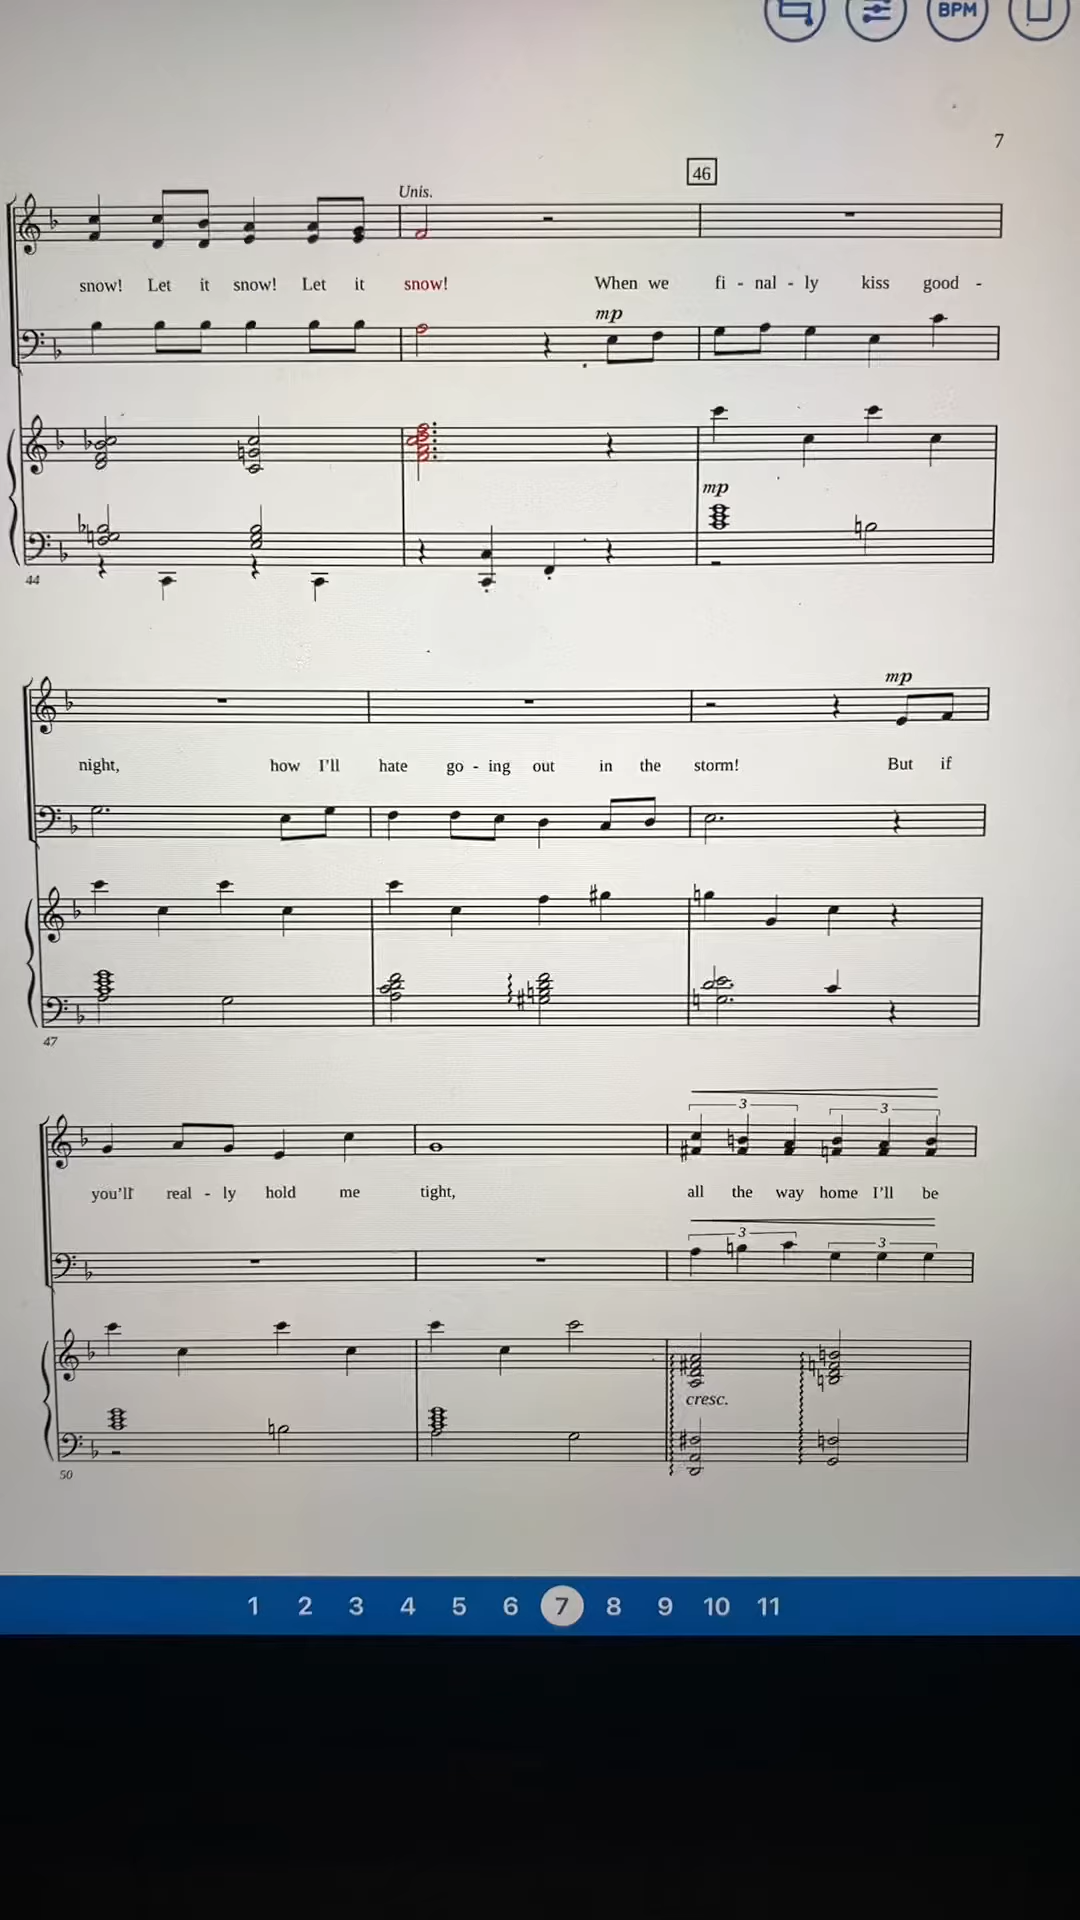 BPM
7
46
Unis.
snow! Let it snow! Let it snow! When we fi - nal - ly kiss good -
mp
mp
44
mp
night, how I'll hate go - ing out in the storm! But if
47
3 3
you'll real - ly hold me tight, all the way home I'll be
3 3
cresc.
50
1 2 3 4 5 6 7 8 9 10 11